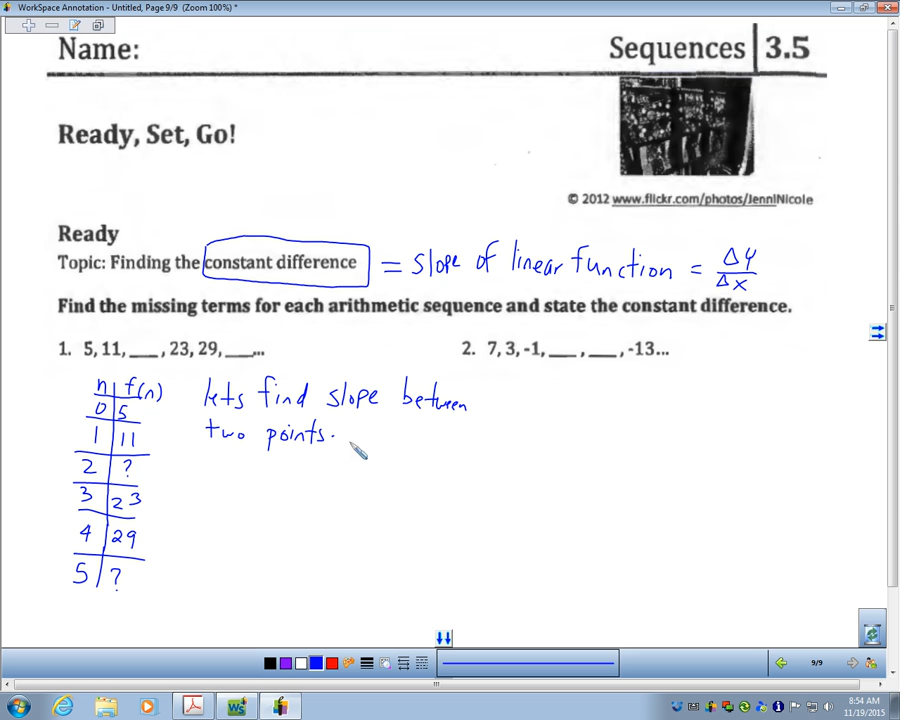 WorkSpace Annotation - Untitled, Page 9/9 (Zoom 100%) *
Name:
Sequences 3.5
Ready, Set, Go!
© 2012 www.flickr.com/photos/JenniNicole
Ready
Topic: Finding the constant difference = slope of linear function = ΔY/Δx
Find the missing terms for each arithmetic sequence and state the constant difference.
1. 5, 11, ___, 23, 29, ___...
2. 7, 3, -1, ___, ___, -13...
n f(n)
0 5
1 11
2 ?
3 23
4 29
5 ?
lets find slope between
two points.
9/9
8:54 AM
11/19/2015